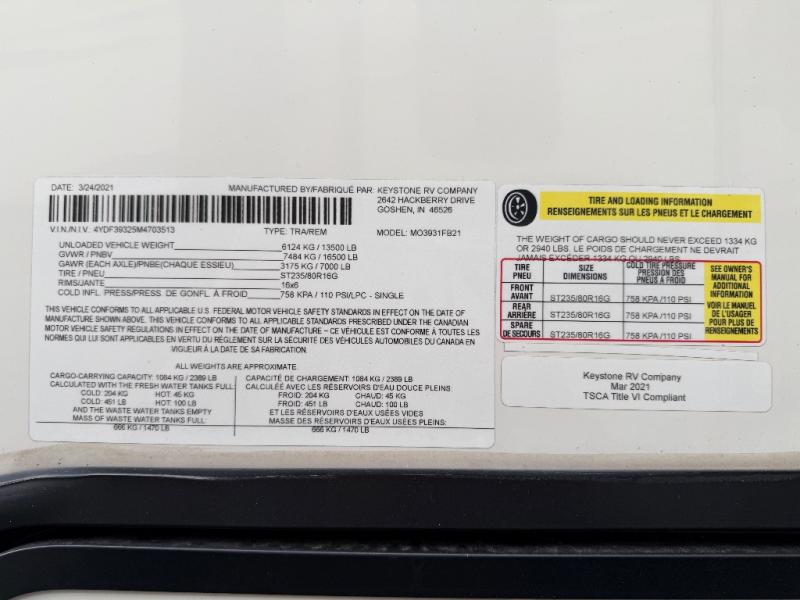 DATE: 3/24/2021
MANUFACTURED BY/FABRIQUÉ PAR: KEYSTONE RV COMPANY
2642 HACKBERRY DRIVE
GOSHEN, IN 46526
V.I.N./N.I.V. 4YDF39325M4703513 TYPE: TRA/REM MODEL: MO3931FB21
UNLOADED VEHICLE WEIGHT 6124 KG / 13500 LB
GVWR / PNBV 7484 KG / 16500 LB
GAWR (EACH AXLE)/PNBE(CHAQUE ESSIEU) 3175 KG / 7000 LB
TIRE / PNEU ST235/80R16G
RIMS/JANTE 16x6
COLD INFL. PRESS/PRESS. DE GONFL. À FROID 758 KPA / 110 PSI/LPC - SINGLE
THIS VEHICLE CONFORMS TO ALL APPLICABLE U.S. FEDERAL MOTOR VEHICLE SAFETY STANDARDS IN EFFECT ON THE DATE OF
MANUFACTURE SHOWN ABOVE. THIS VEHICLE CONFORMS TO ALL APPLICABLE STANDARDS PRESCRIBED UNDER THE CANADIAN
MOTOR VEHICLE SAFETY REGULATIONS IN EFFECT ON THE DATE OF MANUFACTURE – CE VÉHICULE EST CONFORME À TOUTES LES
NORMES QUI LUI SONT APPLICABLES EN VERTU DU RÈGLEMENT SUR LA SÉCURITÉ DES VÉHICULES AUTOMOBILES DU CANADA EN
VIGUEUR À LA DATE DE SA FABRICATION.
ALL WEIGHTS ARE APPROXIMATE.
CARGO-CARRYING CAPACITY: 1084 KG / 2389 LB
CALCULATED WITH THE FRESH WATER TANKS FULL:
COLD: 204 KG HOT: 45 KG
COLD: 451 LB HOT: 100 LB
AND THE WASTE WATER TANKS EMPTY
MASS OF WASTE WATER TANKS FULL:
666 KG / 1470 LB
CAPACITÉ DE CHARGEMENT: 1084 KG / 2389 LB
CALCULÉE AVEC LES RÉSERVOIRS D'EAU DOUCE PLEINS:
FROID: 204 KG CHAUD: 45 KG
FROID: 451 LB CHAUD: 100 LB
ET LES RÉSERVOIRS D'EAUX USÉES VIDES
MASSE DES RÉSERVOIRS D'EAUX USÉES PLEINS:
666 KG / 1470 LB
TIRE AND LOADING INFORMATION
RENSEIGNEMENTS SUR LES PNEUS ET LE CHARGEMENT
THE WEIGHT OF CARGO SHOULD NEVER EXCEED 1334 KG
OR 2940 LBS. LE POIDS DE CHARGEMENT NE DEVRAIT
JAMAIS EXCÉDER 1334 KG OU 2940 LBS.
TIRE
PNEU
SIZE
DIMENSIONS
COLD TIRE PRESSURE
PRESSION DES
PNEUS A FROID
FRONT
AVANT
ST235/80R16G
758 KPA /110 PSI
REAR
ARRIÈRE
ST235/80R16G
758 KPA /110 PSI
SPARE
DE SECOURS
ST235/80R16G
758 KPA /110 PSI
SEE OWNER'S
MANUAL FOR
ADDITIONAL
INFORMATION
VOIR LE MANUEL
DE L'USAGER
POUR PLUS DE
RENSEIGNEMENTS
Keystone RV Company
Mar 2021
TSCA Title VI Compliant